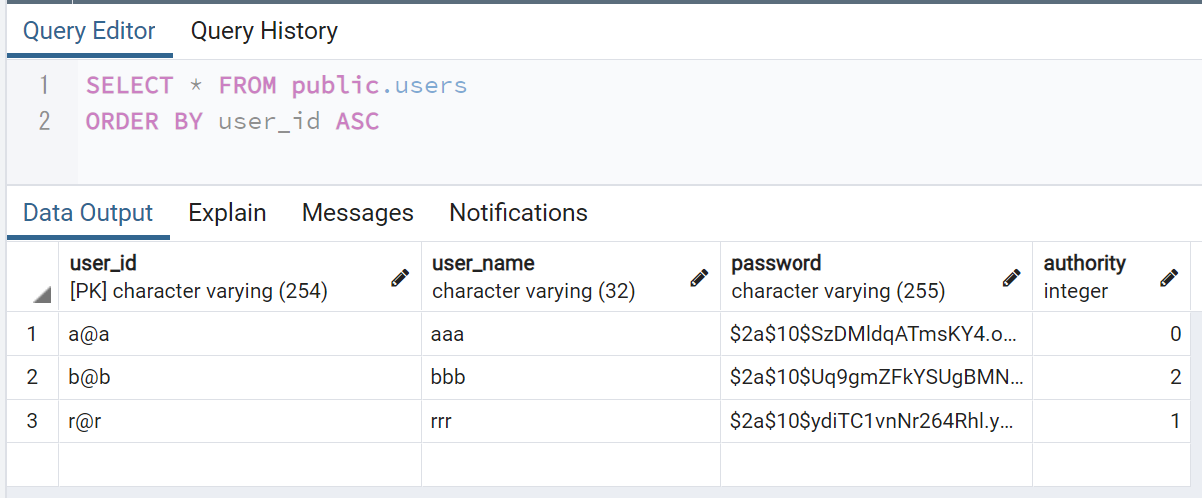 Query Editor Query History
1 SELECT * FROM public.users
2 ORDER BY user_id ASC
Data Output Explain Messages Notifications
user_id user_name password authority
[PK] character varying (254) character varying (32) character varying (255) integer
1 a@a aaa $2a$10$SzDMldqATmsKY4.o... 0
2 b@b bbb $2a$10$Uq9gmZFkYSUgBMN... 2
3 r@r rrr $2a$10$ydiTC1vnNr264Rhl.y... 1